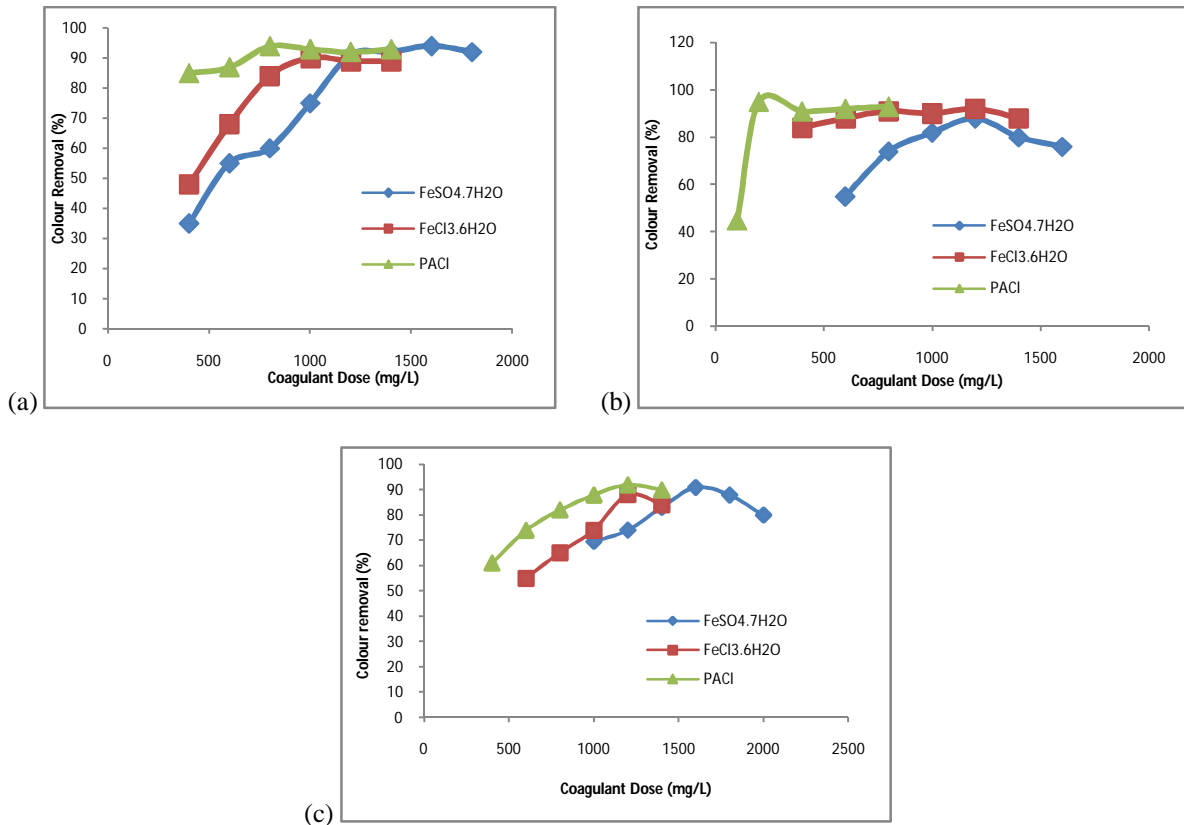 100
90
80
70
60
50
40
30
20
10
0
Colour Removal (%)
FeSO4.7H2O
FeCl3.6H2O
PACl
500
1000
1500
2000
Coagulant Dose (mg/L)
(a)
120
100
80
60
40
20
0
Colour Removal (%)
FeSO4.7H2O
FeCl3.6H2O
PACl
0
500
1000
1500
2000
Coagulant Dose (mg/L)
(b)
100
90
80
70
60
50
40
30
20
10
0
Colour removal (%)
FeSO4.7H2O
FeCl3.6H2O
PACl
0
500
1000
1500
2000
2500
Coagulant Dose (mg/L)
(c)